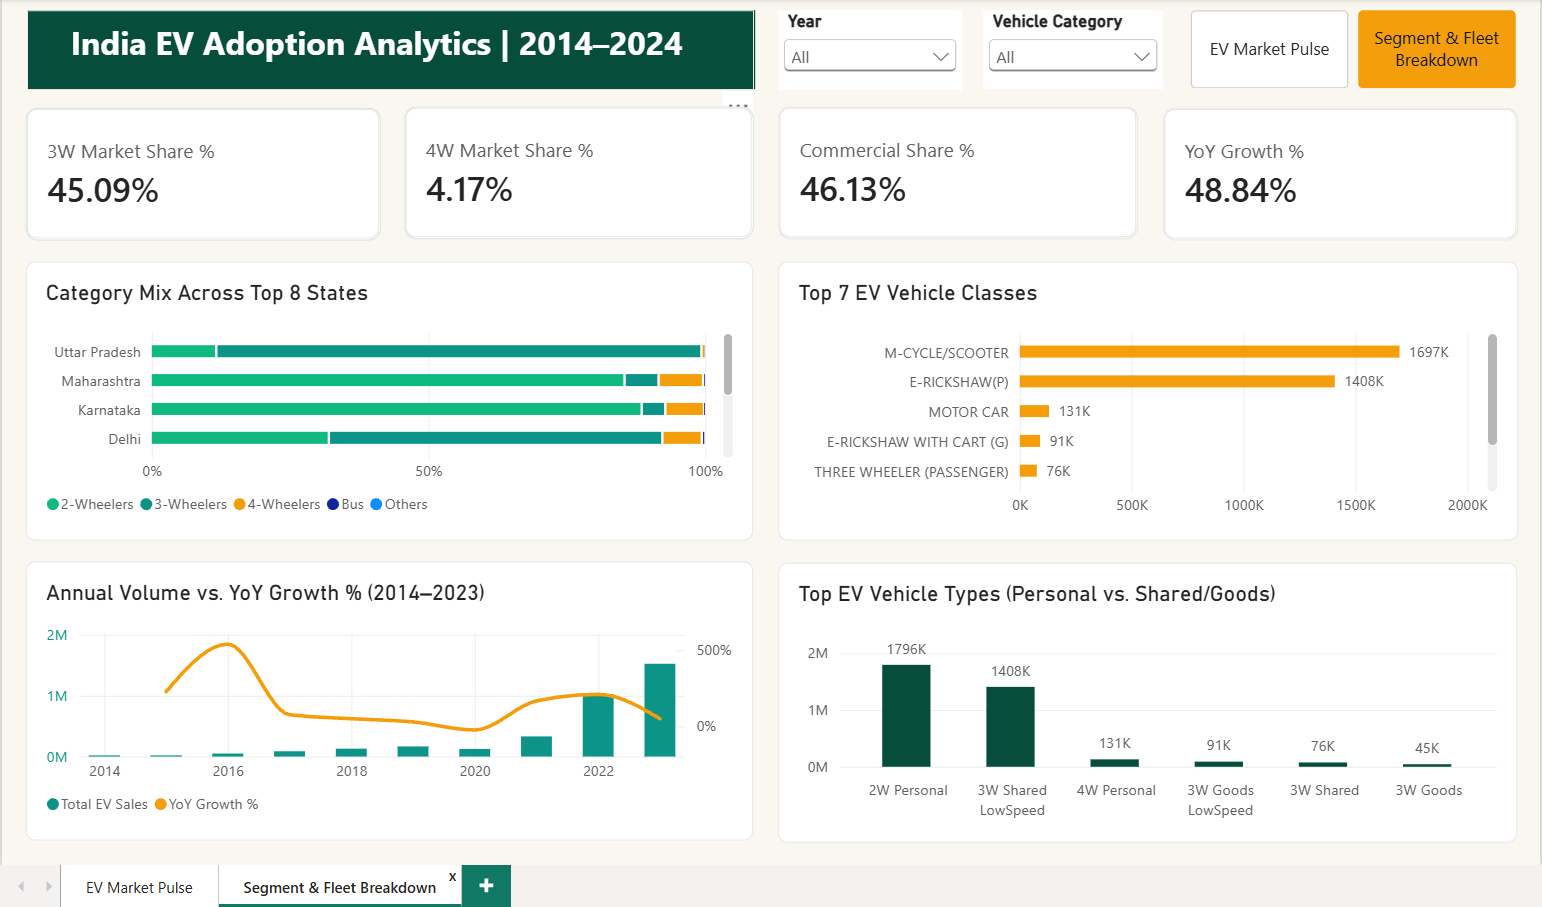 India EV Adoption Analytics | 2014–2024
Year
All
Vehicle Category
All
EV Market Pulse
Segment & Fleet
Breakdown
3W Market Share %
45.09%
4W Market Share %
4.17%
Commercial Share %
46.13%
YoY Growth %
48.84%
Category Mix Across Top 8 States
Uttar Pradesh
Maharashtra
Karnataka
Delhi
0% 50% 100%
2-Wheelers 3-Wheelers 4-Wheelers Bus Others
Top 7 EV Vehicle Classes
M-CYCLE/SCOOTER 1697K
E-RICKSHAW(P) 1408K
MOTOR CAR 131K
E-RICKSHAW WITH CART (G) 91K
THREE WHEELER (PASSENGER) 76K
0K 500K 1000K 1500K 2000K
Annual Volume vs. YoY Growth % (2014–2023)
2M
500%
1M
0%
0M
2014 2016 2018 2020 2022
Total EV Sales YoY Growth %
Top EV Vehicle Types (Personal vs. Shared/Goods)
2M
1M
0M
1796K
1408K
131K
91K
76K
45K
2W Personal
3W Shared
LowSpeed
4W Personal
3W Goods
LowSpeed
3W Shared
3W Goods
EV Market Pulse
Segment & Fleet Breakdown x
+